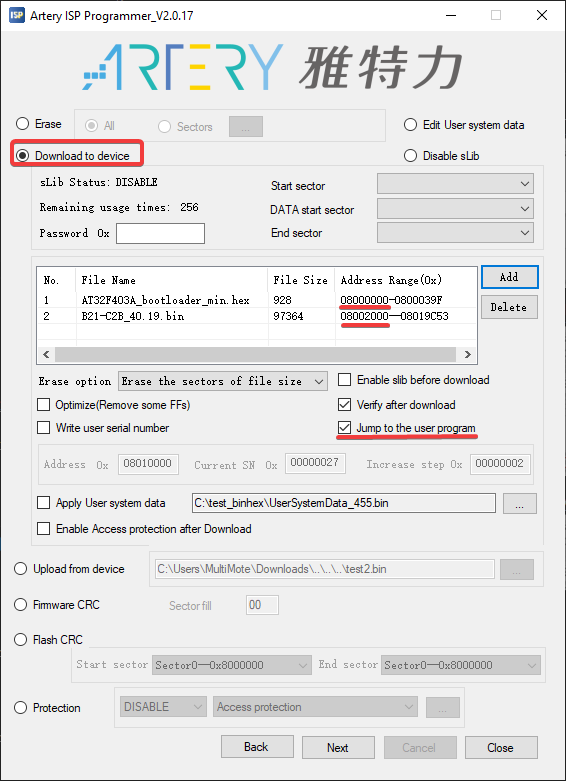 ISP Artery ISP Programmer_V2.0.17
ARTERY 雅特力
Erase All Sectors ... Edit User system data
Download to device Disable sLib
sLib Status: DISABLE Start sector
Remaining usage times: 256 DATA start sector
Password 0x End sector
No. File Name File Size Address Range(0x) Add
1 AT32F403A_bootloader_min.hex 928 08000000-0800039F
2 B21-C2B_40.19.bin 97364 08002000--08019C53 Delete
Erase option Erase the sectors of file size Enable slib before download
Optimize(Remove some FFs) Verify after download
Write user serial number Jump to the user program
Address 0x 08010000 Current SN 0x 00000027 Increase step 0x 00000002
Apply User system data C:\test_binhex\UserSystemData_455.bin ...
Enable Access protection after Download
Upload from device C:\Users\MultiMote\Downloads\..\..\..\test2.bin ...
Firmware CRC Sector fill 00
Flash CRC
Start sector Sector0--0x8000000 End sector Sector0--0x8000000
Protection DISABLE Access protection ...
Back Next Cancel Close